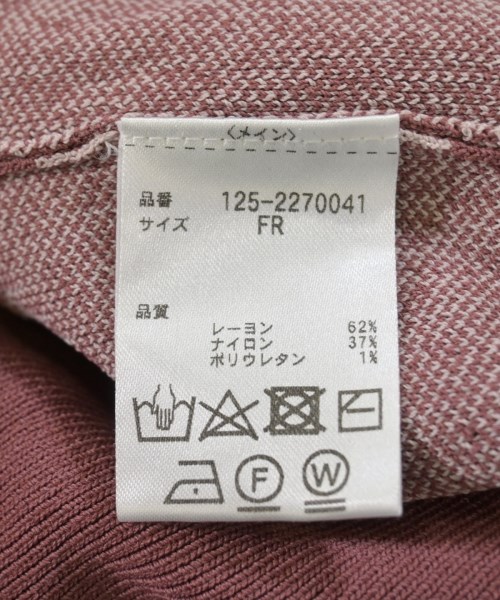 〈メイン〉
品番 125-2270041
サイズ FR
品質
レーヨン 62%
ナイロン 37%
ポリウレタン 1%
F W